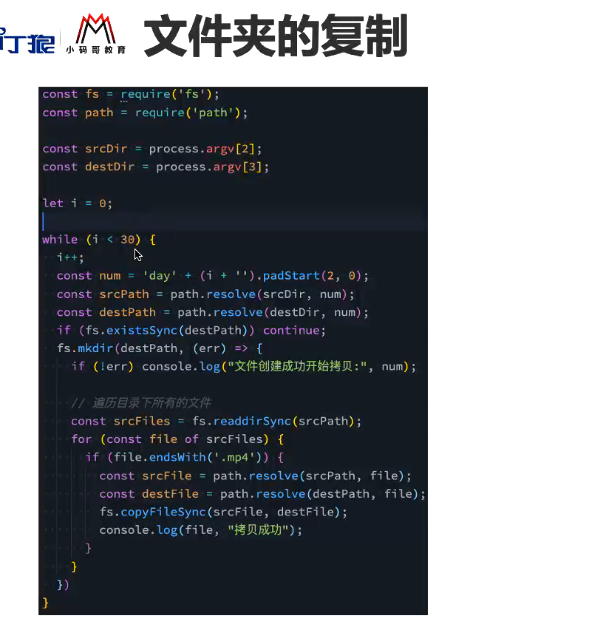 小码哥教育
文件夹的复制
const fs = require('fs');
const path = require('path');
const srcDir = process.argv[2];
const destDir = process.argv[3];
let i = 0;
while (i < 30) {
i++;
const num = 'day' + (i + '').padStart(2, 0);
const srcPath = path.resolve(srcDir, num);
const destPath = path.resolve(destDir, num);
if (fs.existsSync(destPath)) continue;
fs.mkdir(destPath, (err) => {
if (!err) console.log("文件创建成功开始拷贝:", num);
// 遍历目录下所有的文件
const srcFiles = fs.readdirSync(srcPath);
for (const file of srcFiles) {
if (file.endsWith('.mp4')) {
const srcFile = path.resolve(srcPath, file);
const destFile = path.resolve(destPath, file);
fs.copyFileSync(srcFile, destFile);
console.log(file, "拷贝成功");
}
}
})
}